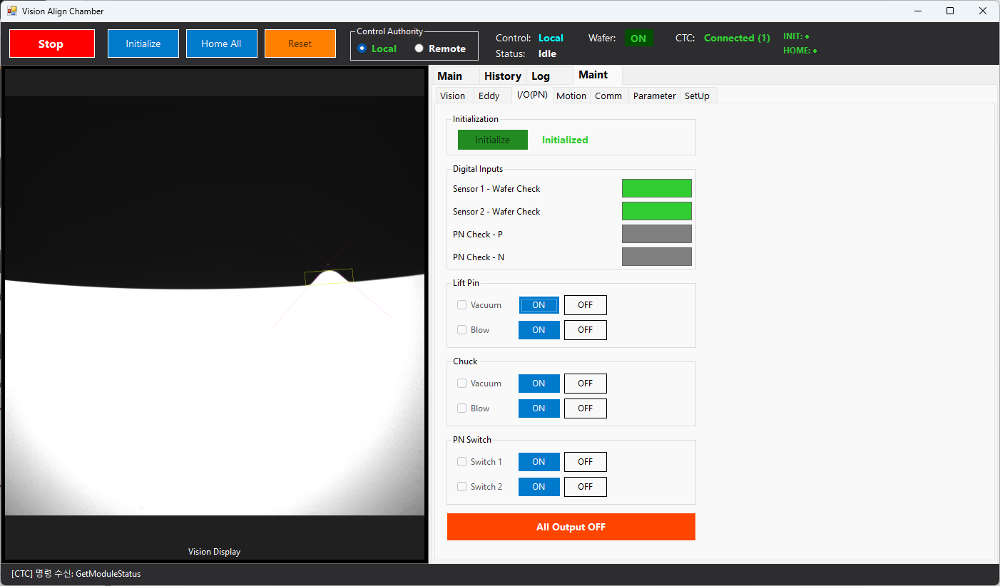 Vision Align Chamber
Stop
Initialize
Home All
Reset
Control Authority
Local
Remote
Control: Local
Status: Idle
Wafer: ON
CTC: Connected (1)
INIT: ●
HOME: ●
Main History Log Maint
Vision Eddy I/O(PN) Motion Comm Parameter SetUp
Initialization
Initialize Initialized
Digital Inputs
Sensor 1 - Wafer Check
Sensor 2 - Wafer Check
PN Check - P
PN Check - N
Lift Pin
Vacuum ON OFF
Blow ON OFF
Chuck
Vacuum ON OFF
Blow ON OFF
PN Switch
Switch 1 ON OFF
Switch 2 ON OFF
All Output OFF
Vision Display
[CTC] 명령 수신: GetModuleStatus